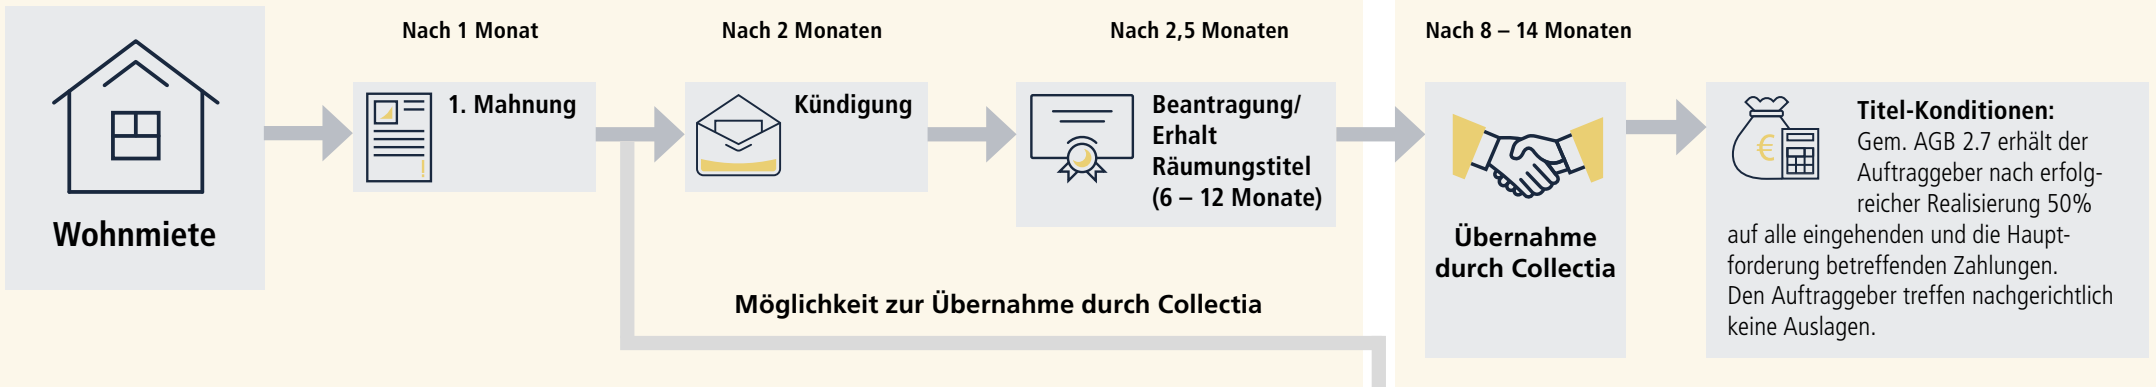 Wohnmiete
Nach 1 Monat
1. Mahnung
Nach 2 Monaten
Kündigung
Nach 2,5 Monaten
Beantragung/
Erhalt
Räumungstitel
(6 – 12 Monate)
Möglichkeit zur Übernahme durch Collectia
Nach 8 – 14 Monaten
Übernahme
durch Collectia
€
Titel-Konditionen:
Gem. AGB 2.7 erhält der
Auftraggeber nach erfolg-
reicher Realisierung 50%
auf alle eingehenden und die Haupt-
forderung betreffenden Zahlungen.
Den Auftraggeber treffen nachgerichtlich
keine Auslagen.